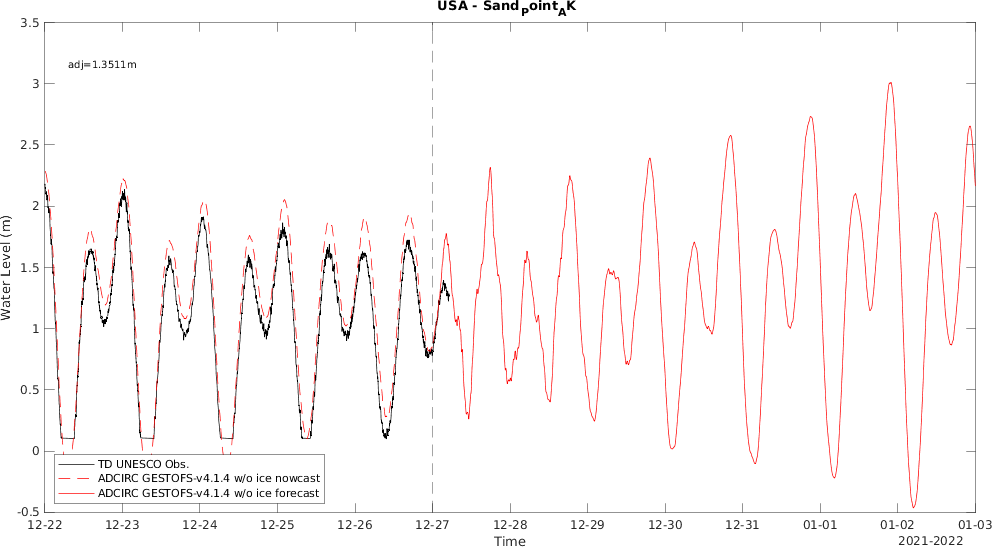 USA - SandPointAK
adj=1.3511m
Water Level (m)
3.5
3
2.5
2
1.5
1
0.5
0
-0.5
TD UNESCO Obs.
ADCIRC GESTOFS-v4.1.4 w/o ice nowcast
ADCIRC GESTOFS-v4.1.4 w/o ice forecast
12-22 12-23 12-24 12-25 12-26 12-27 12-28 12-29 12-30 12-31 01-01 01-02 01-03
Time
2021-2022